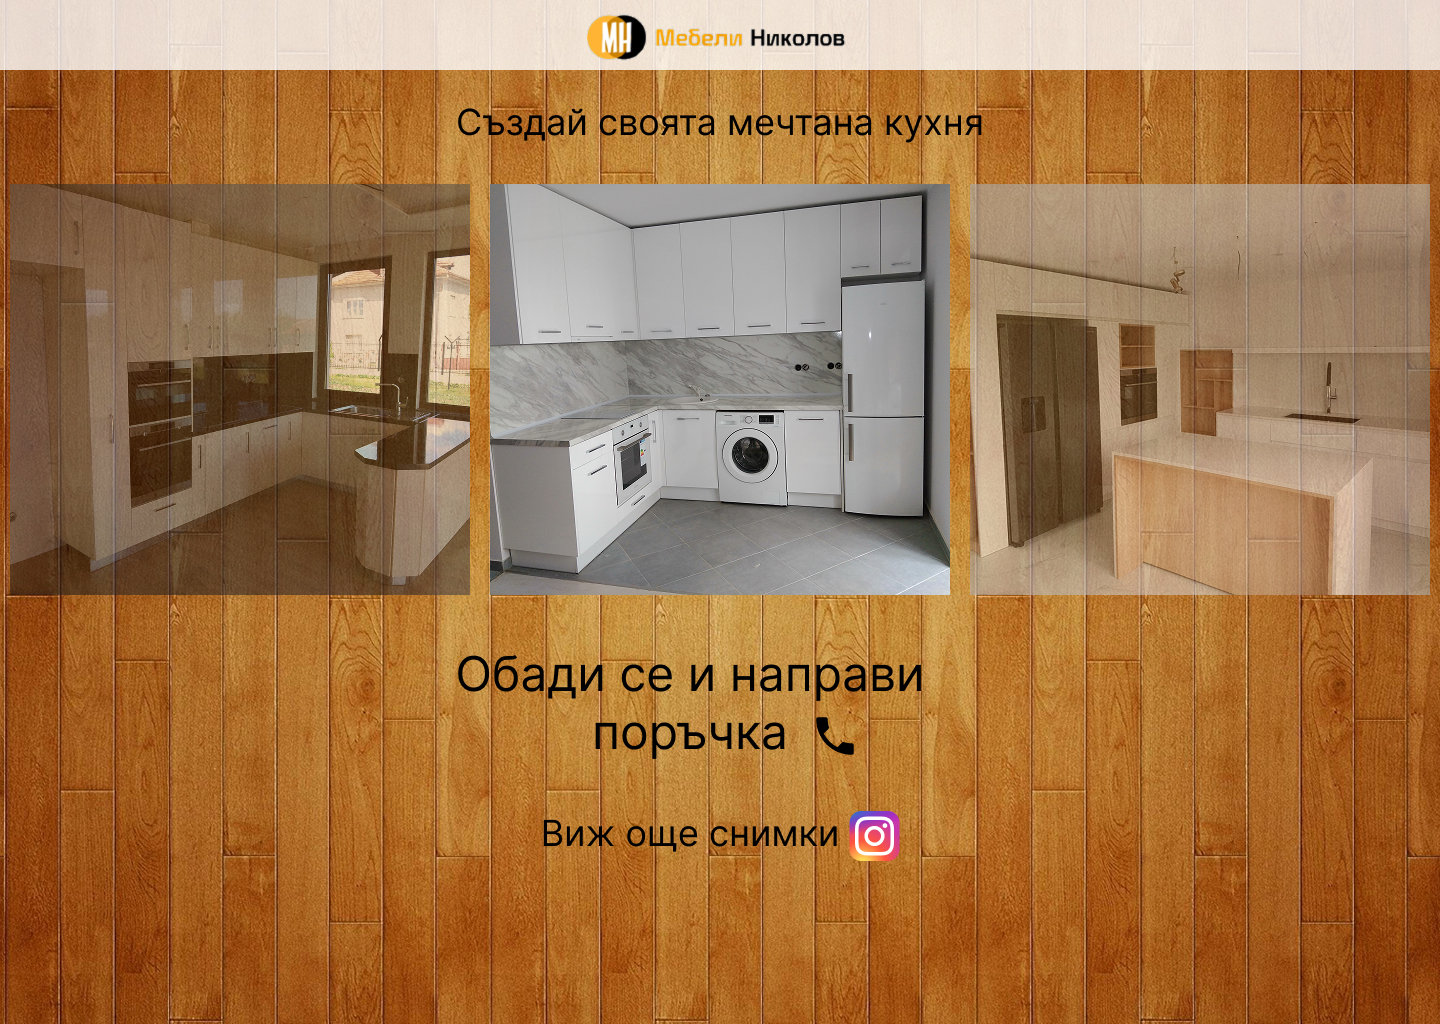 МН Мебели Николов
Създай своята мечтана кухня
Обади се и направи
поръчка
Виж още снимки